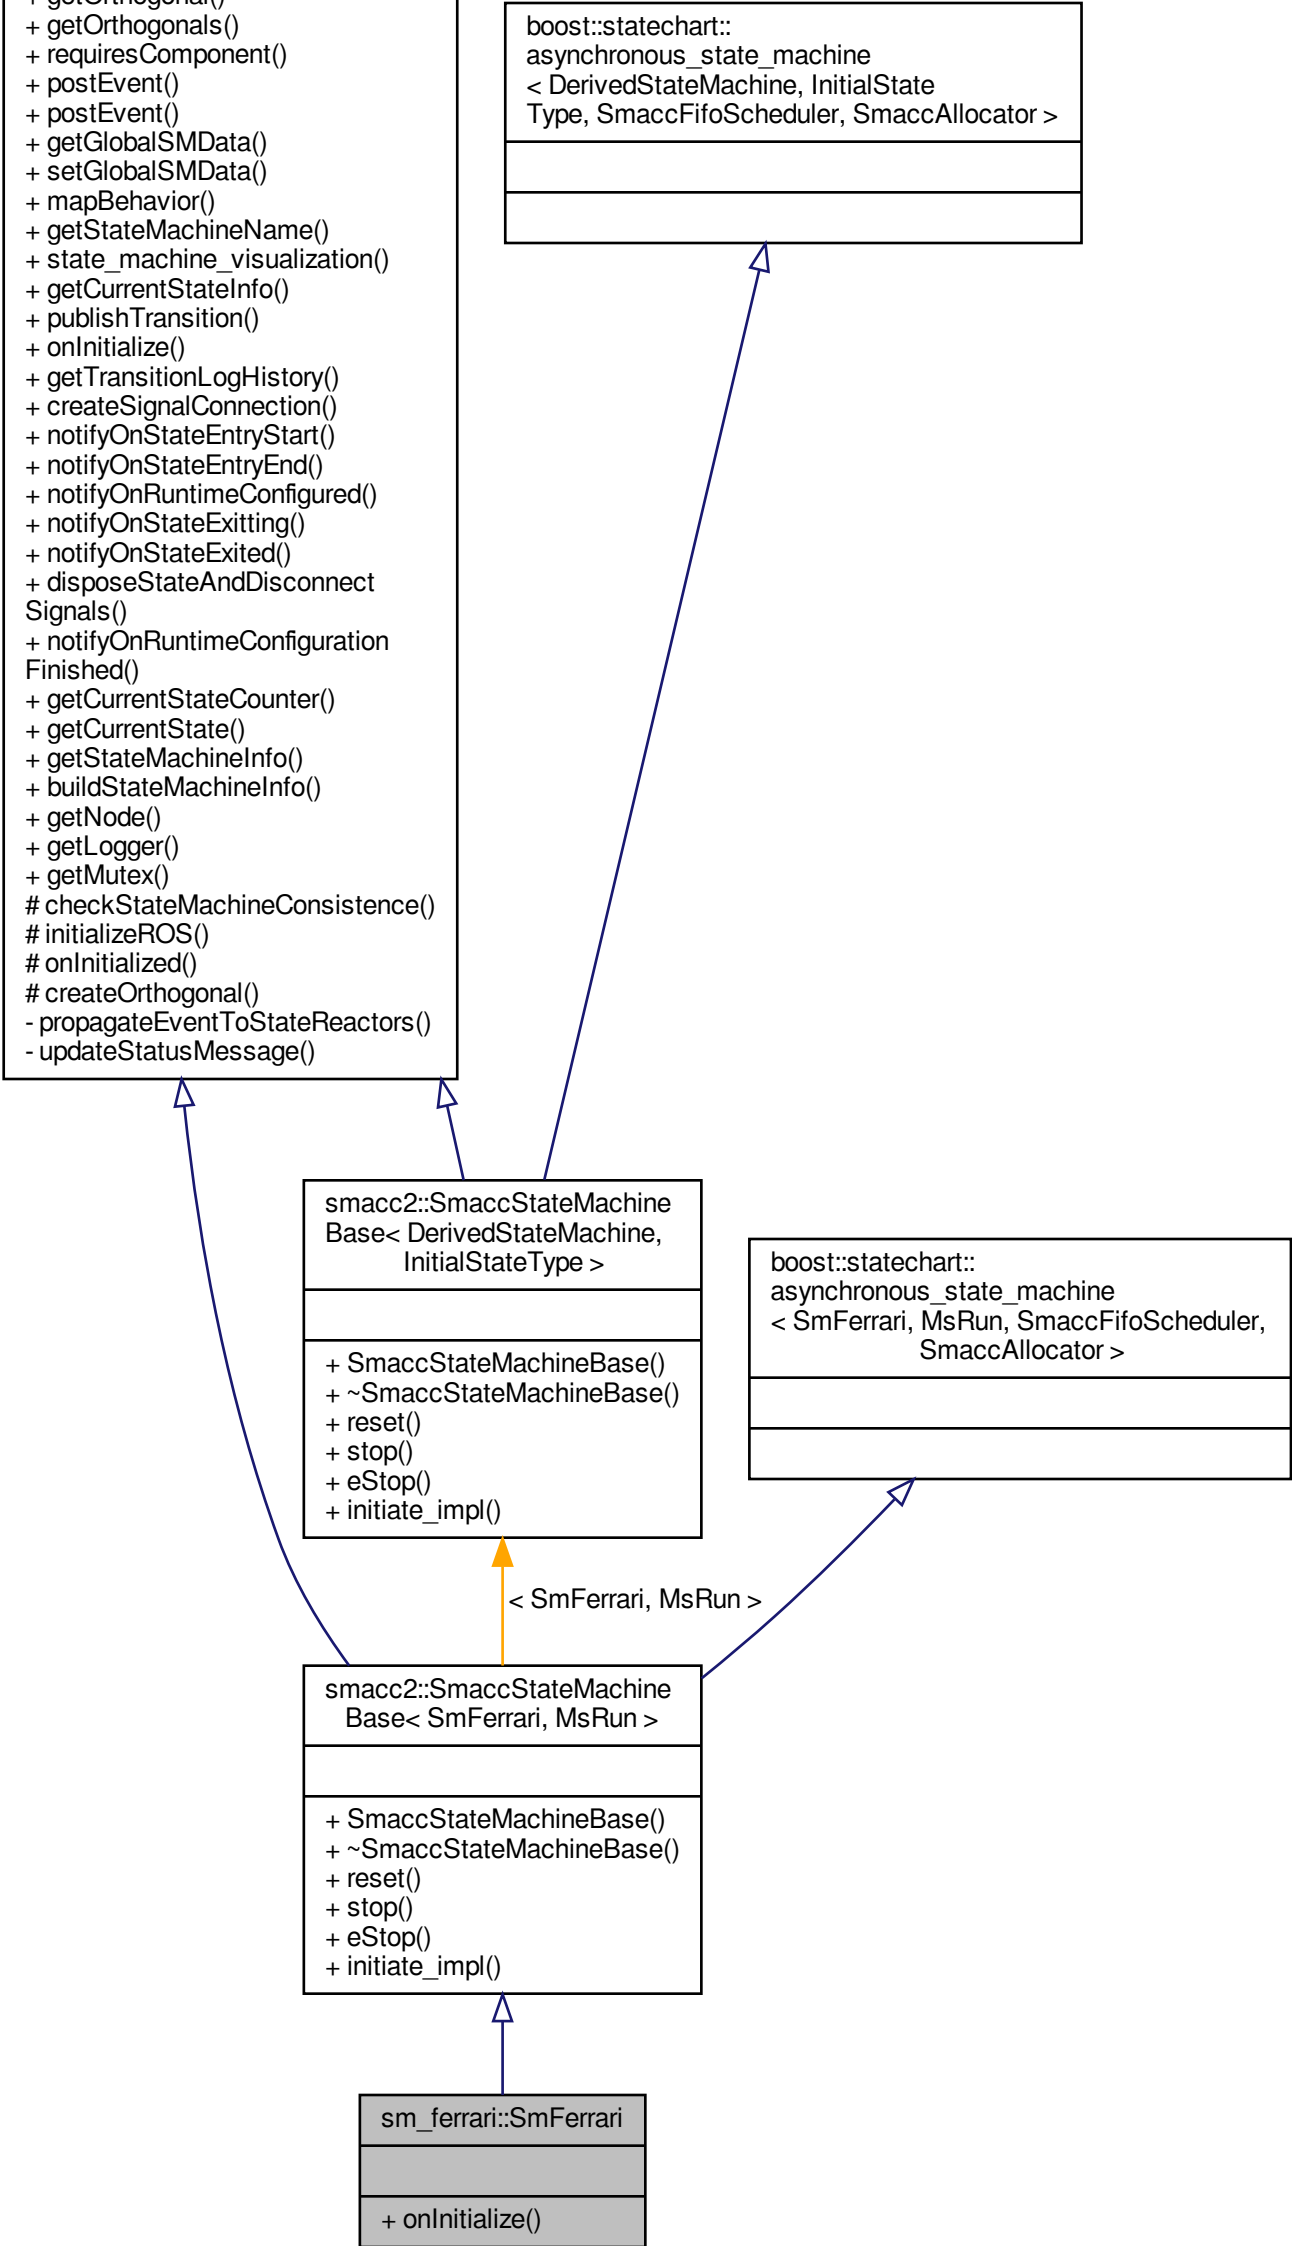 + getOrthogonal()
+ getOrthogonals()
+ requiresComponent()
+ postEvent()
+ postEvent()
+ getGlobalSMData()
+ setGlobalSMData()
+ mapBehavior()
+ getStateMachineName()
+ state_machine_visualization()
+ getCurrentStateInfo()
+ publishTransition()
+ onInitialize()
+ getTransitionLogHistory()
+ createSignalConnection()
+ notifyOnStateEntryStart()
+ notifyOnStateEntryEnd()
+ notifyOnRuntimeConfigured()
+ notifyOnStateExitting()
+ notifyOnStateExited()
+ disposeStateAndDisconnect
Signals()
+ notifyOnRuntimeConfiguration
Finished()
+ getCurrentStateCounter()
+ getCurrentState()
+ getStateMachineInfo()
+ buildStateMachineInfo()
+ getNode()
+ getLogger()
+ getMutex()
# checkStateMachineConsistence()
# initializeROS()
# onInitialized()
# createOrthogonal()
- propagateEventToStateReactors()
- updateStatusMessage()
boost::statechart::
asynchronous_state_machine
< DerivedStateMachine, InitialState
Type, SmaccFifoScheduler, SmaccAllocator >
smacc2::SmaccStateMachine
Base< DerivedStateMachine,
InitialStateType >
+ SmaccStateMachineBase()
+ ~SmaccStateMachineBase()
+ reset()
+ stop()
+ eStop()
+ initiate_impl()
boost::statechart::
asynchronous_state_machine
< SmFerrari, MsRun, SmaccFifoScheduler,
SmaccAllocator >
< SmFerrari, MsRun >
smacc2::SmaccStateMachine
Base< SmFerrari, MsRun >
+ SmaccStateMachineBase()
+ ~SmaccStateMachineBase()
+ reset()
+ stop()
+ eStop()
+ initiate_impl()
sm_ferrari::SmFerrari
+ onInitialize()